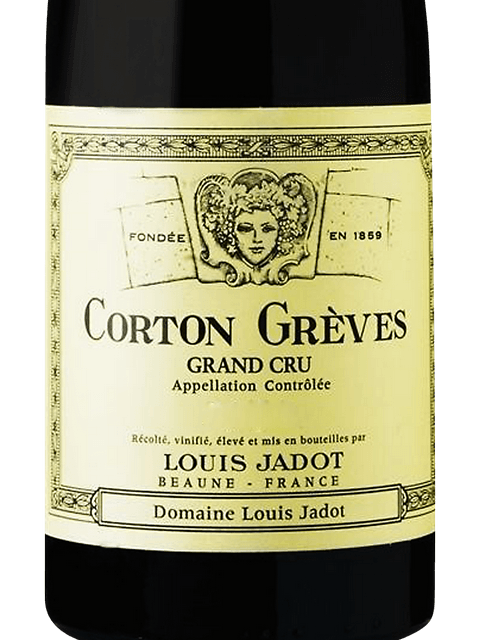 FONDÉE EN 1859
CORTON GRÈVES
GRAND CRU
Appellation Contrôlée
Récolté, vinifié, élevé et mis en bouteilles par
LOUIS JADOT
BEAUNE - FRANCE
Domaine Louis Jadot